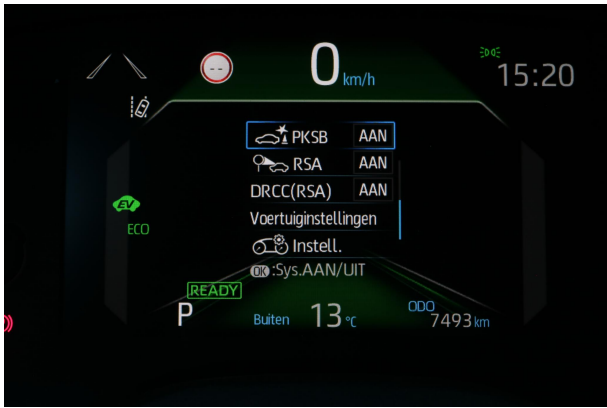 -- 0 km/h 15:20
PKSB AAN
RSA AAN
DRCC(RSA) AAN
Voertuiginstellingen
Instell.
OK:Sys.AAN/UIT
EV
ECO
READY
P Buiten 13 °C ODO 7493 km